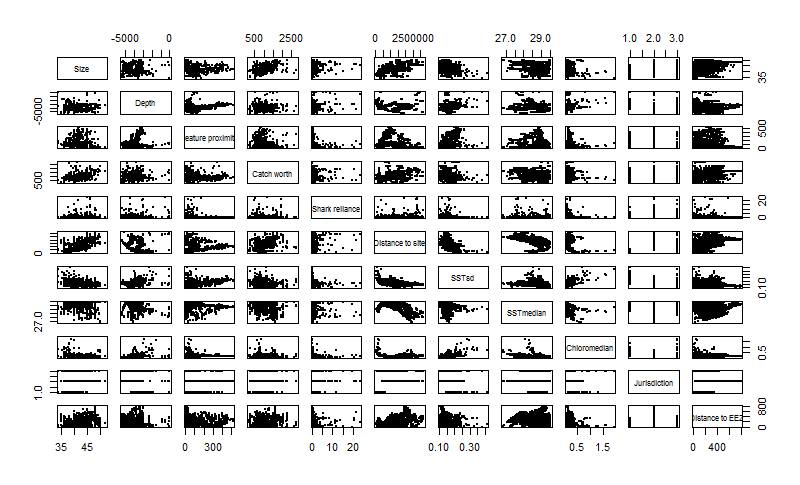 -5000 0 500 2500 0 2500000 27.0 29.0 1.0 2.0 3.0
Size 35
-5000 Depth
eature proximit 0 500
500 Catch worth
Shark reliance 0 20
0 Distance to site
SSTsd 0.10
27.0 SSTmedian
Chloromedian 0.5
1.0 Jurisdiction
Distance to EEZ 0 800
35 45 0 300 0 10 20 0.10 0.30 0.5 1.5 0 400